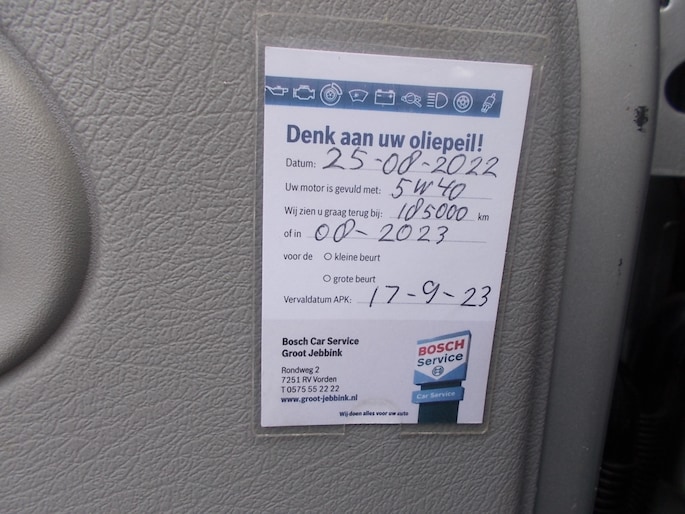 Denk aan uw oliepeil!
Datum: 25-08-2022
Uw motor is gevuld met: 5W40
Wij zien u graag terug bij: 185000 km
of in 08-2023
voor de O kleine beurt
O grote beurt
Vervaldatum APK: 17-9-23
Bosch Car Service
Groot Jebbink
Rondweg 2
7251 RV Vorden
T 0575 55 22 22
www.groot-jebbink.nl
BOSCH
Service
Car Service
Wij doen alles voor uw auto